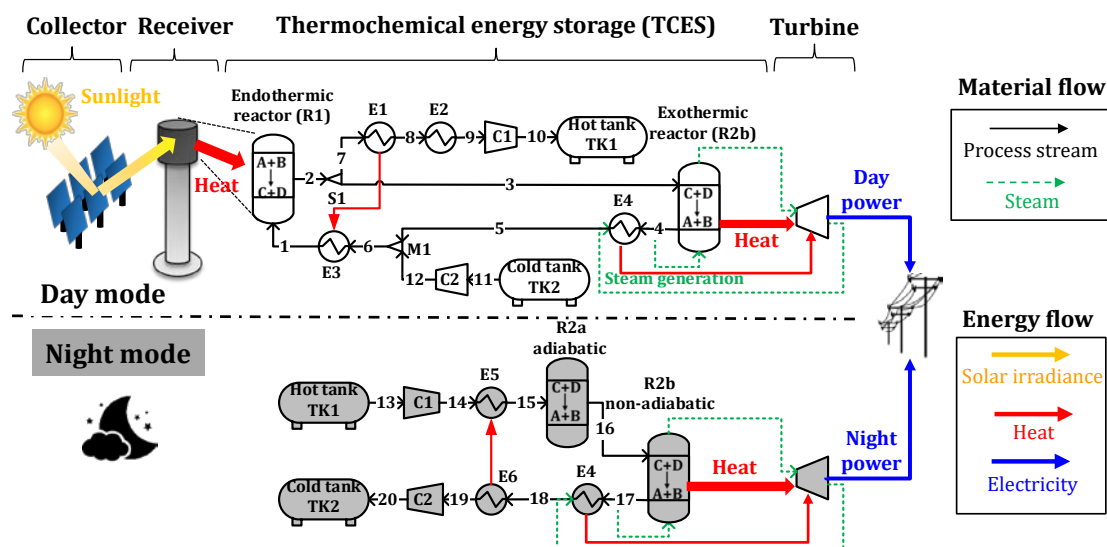 Collector
Receiver
Thermochemical energy storage (TCES)
Turbine
Sunlight
Endothermic
reactor (R1)
E1
E2
8
9
C1
10
Hot tank
TK1
Exothermic
reactor (R2b)
Material flow
Process stream
Steam
A+B
C+D
2
7
S1
3
C+D
A+B
Heat
E4
Day
power
Heat
1
E3
6
M1
5
4
12
C2
11
Cold tank
TK2
Steam generation
Day mode
Night mode
R2a
adiabatic
Energy flow
Solar irradiance
Heat
Electricity
Hot tank
TK1
13
C1
14
E5
15
C+D
A+B
R2b
non-adiabatic
16
Night
power
Cold tank
TK2
20
C2
19
E6
18
E4
17
C+D
A+B
Heat